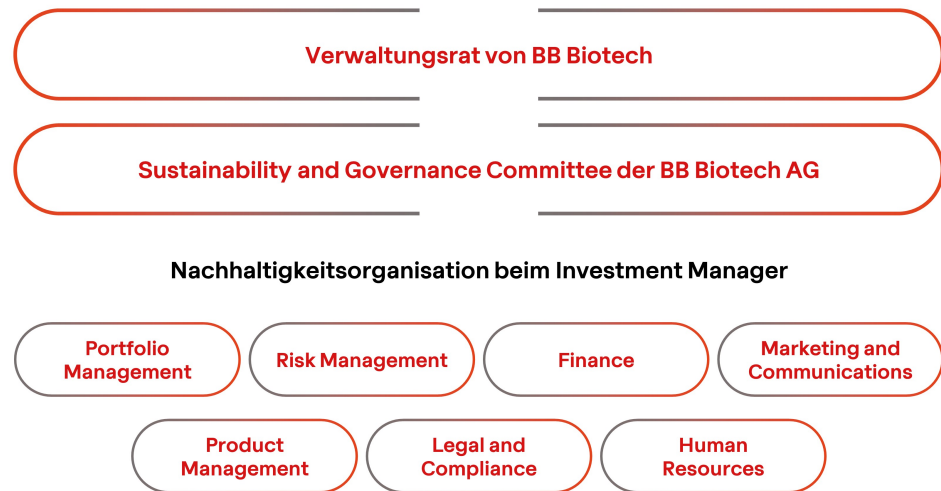 Verwaltungsrat von BB Biotech
Sustainability and Governance Committee der BB Biotech AG
Nachhaltigkeitsorganisation beim Investment Manager
Portfolio
Management
Risk Management
Finance
Marketing and
Communications
Product
Management
Legal and
Compliance
Human
Resources